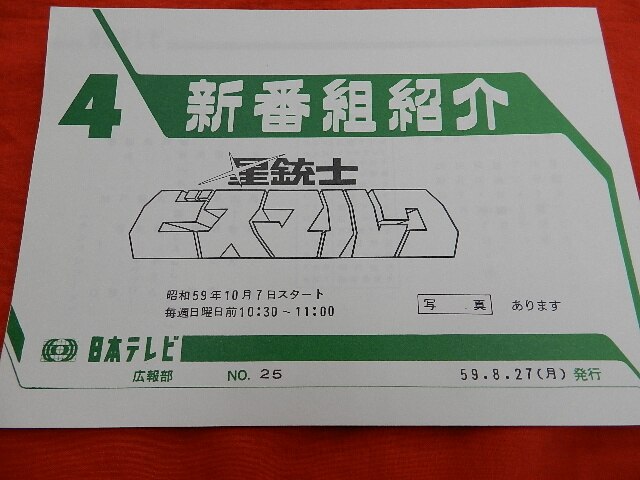 4 新番組紹介
星銃士
ビスマルク
昭和59年10月7日スタート
毎週日曜日前10:30～11:00
写 真 あります
日本テレビ
広報部 NO. 25 59.8.27(月) 発行